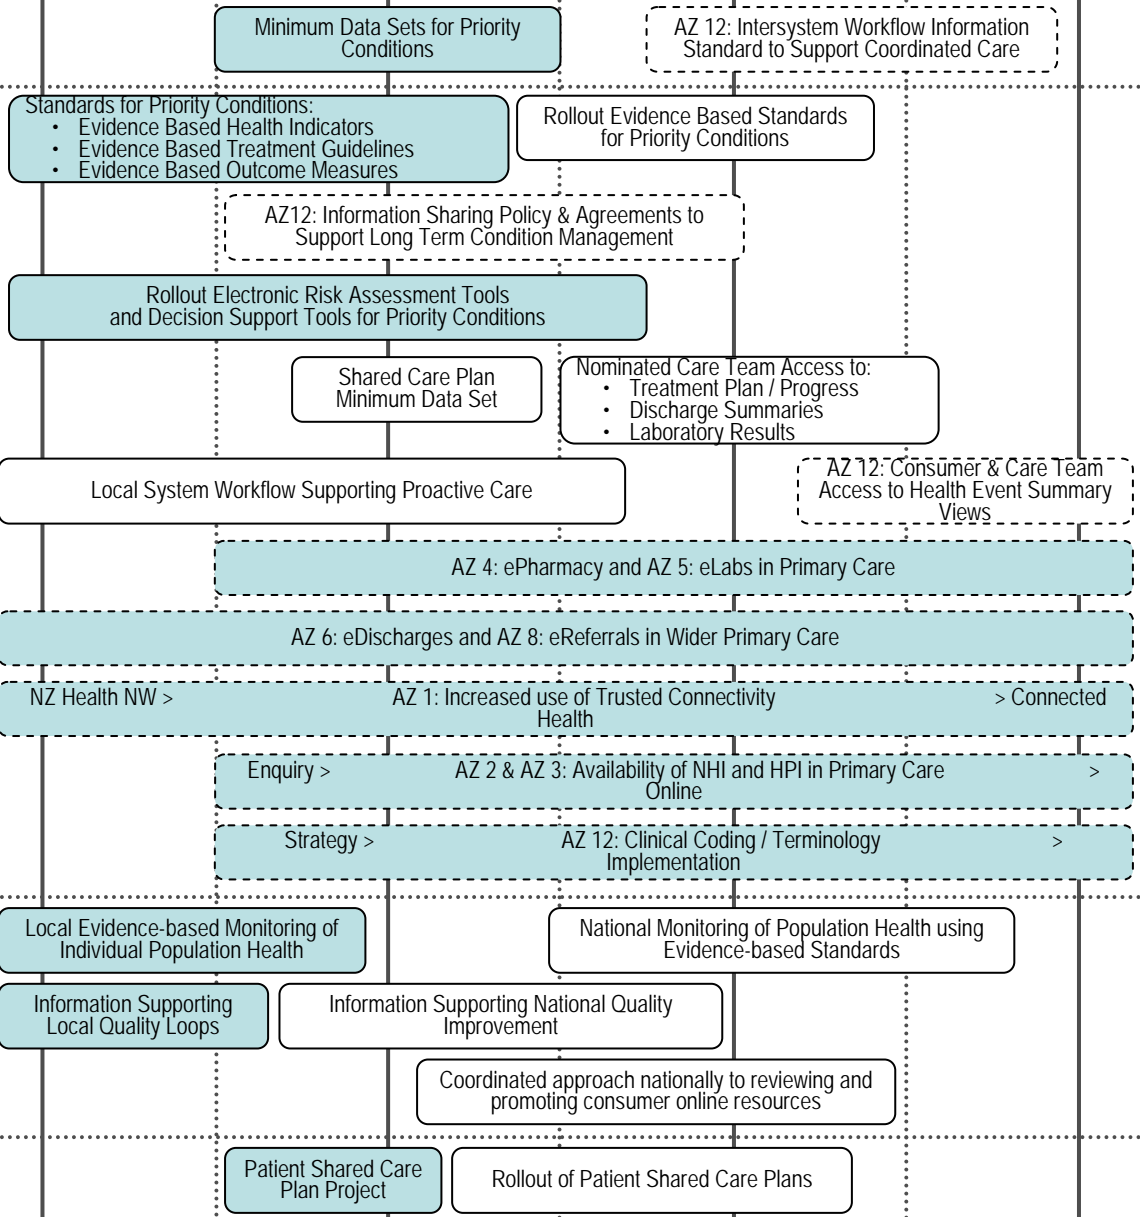 Minimum Data Sets for Priority
Conditions
AZ 12: Intersystem Workflow Information
Standard to Support Coordinated Care
Standards for Priority Conditions:
• Evidence Based Health Indicators
• Evidence Based Treatment Guidelines
• Evidence Based Outcome Measures
Rollout Evidence Based Standards
for Priority Conditions
AZ12: Information Sharing Policy & Agreements to
Support Long Term Condition Management
Rollout Electronic Risk Assessment Tools
and Decision Support Tools for Priority Conditions
Shared Care Plan
Minimum Data Set
Nominated Care Team Access to:
• Treatment Plan / Progress
• Discharge Summaries
• Laboratory Results
Local System Workflow Supporting Proactive Care
AZ 12: Consumer & Care Team
Access to Health Event Summary
Views
AZ 4: ePharmacy and AZ 5: eLabs in Primary Care
AZ 6: eDischarges and AZ 8: eReferrals in Wider Primary Care
NZ Health NW > AZ 1: Increased use of Trusted Connectivity > Connected
Health
Enquiry > AZ 2 & AZ 3: Availability of NHI and HPI in Primary Care >
Online
Strategy > AZ 12: Clinical Coding / Terminology >
Implementation
Local Evidence-based Monitoring of
Individual Population Health
National Monitoring of Population Health using
Evidence-based Standards
Information Supporting
Local Quality Loops
Information Supporting National Quality
Improvement
Coordinated approach nationally to reviewing and
promoting consumer online resources
Patient Shared Care
Plan Project
Rollout of Patient Shared Care Plans